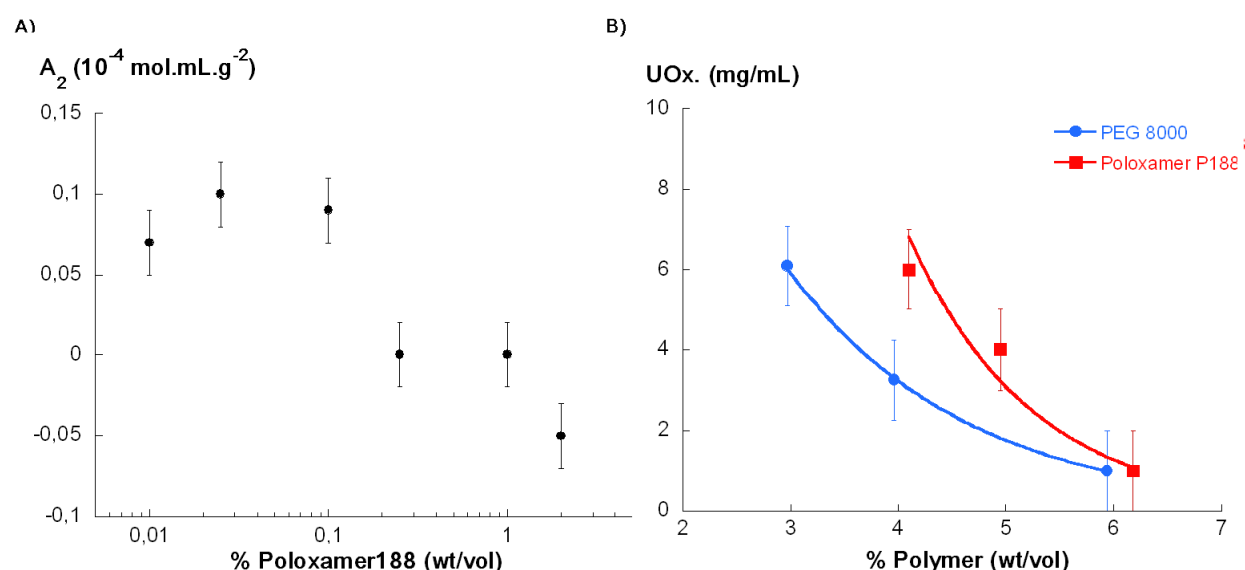 A)
A2 (10-4 mol.mL.g-2)
0,15
0,1
0,05
0
-0,05
-0,1
0,01
0,1
1
% Poloxamer188 (wt/vol)
B)
UOx. (mg/mL)
10
8
6
4
2
0
2
3
4
5
6
7
% Polymer (wt/vol)
PEG 8000
Poloxamer P188